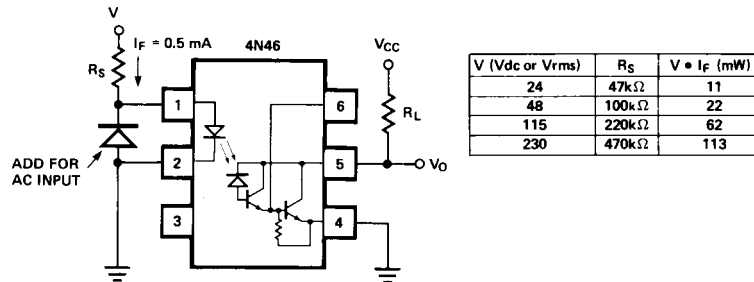 V
I_F = 0.5 mA
4N46
R_S
V_CC
1
6
R_L
2
5
V_O
ADD FOR
AC INPUT
3
4
V (Vdc or Vrms) R_S V • I_F (mW)
24 47kΩ 11
48 100kΩ 22
115 220kΩ 62
230 470kΩ 113